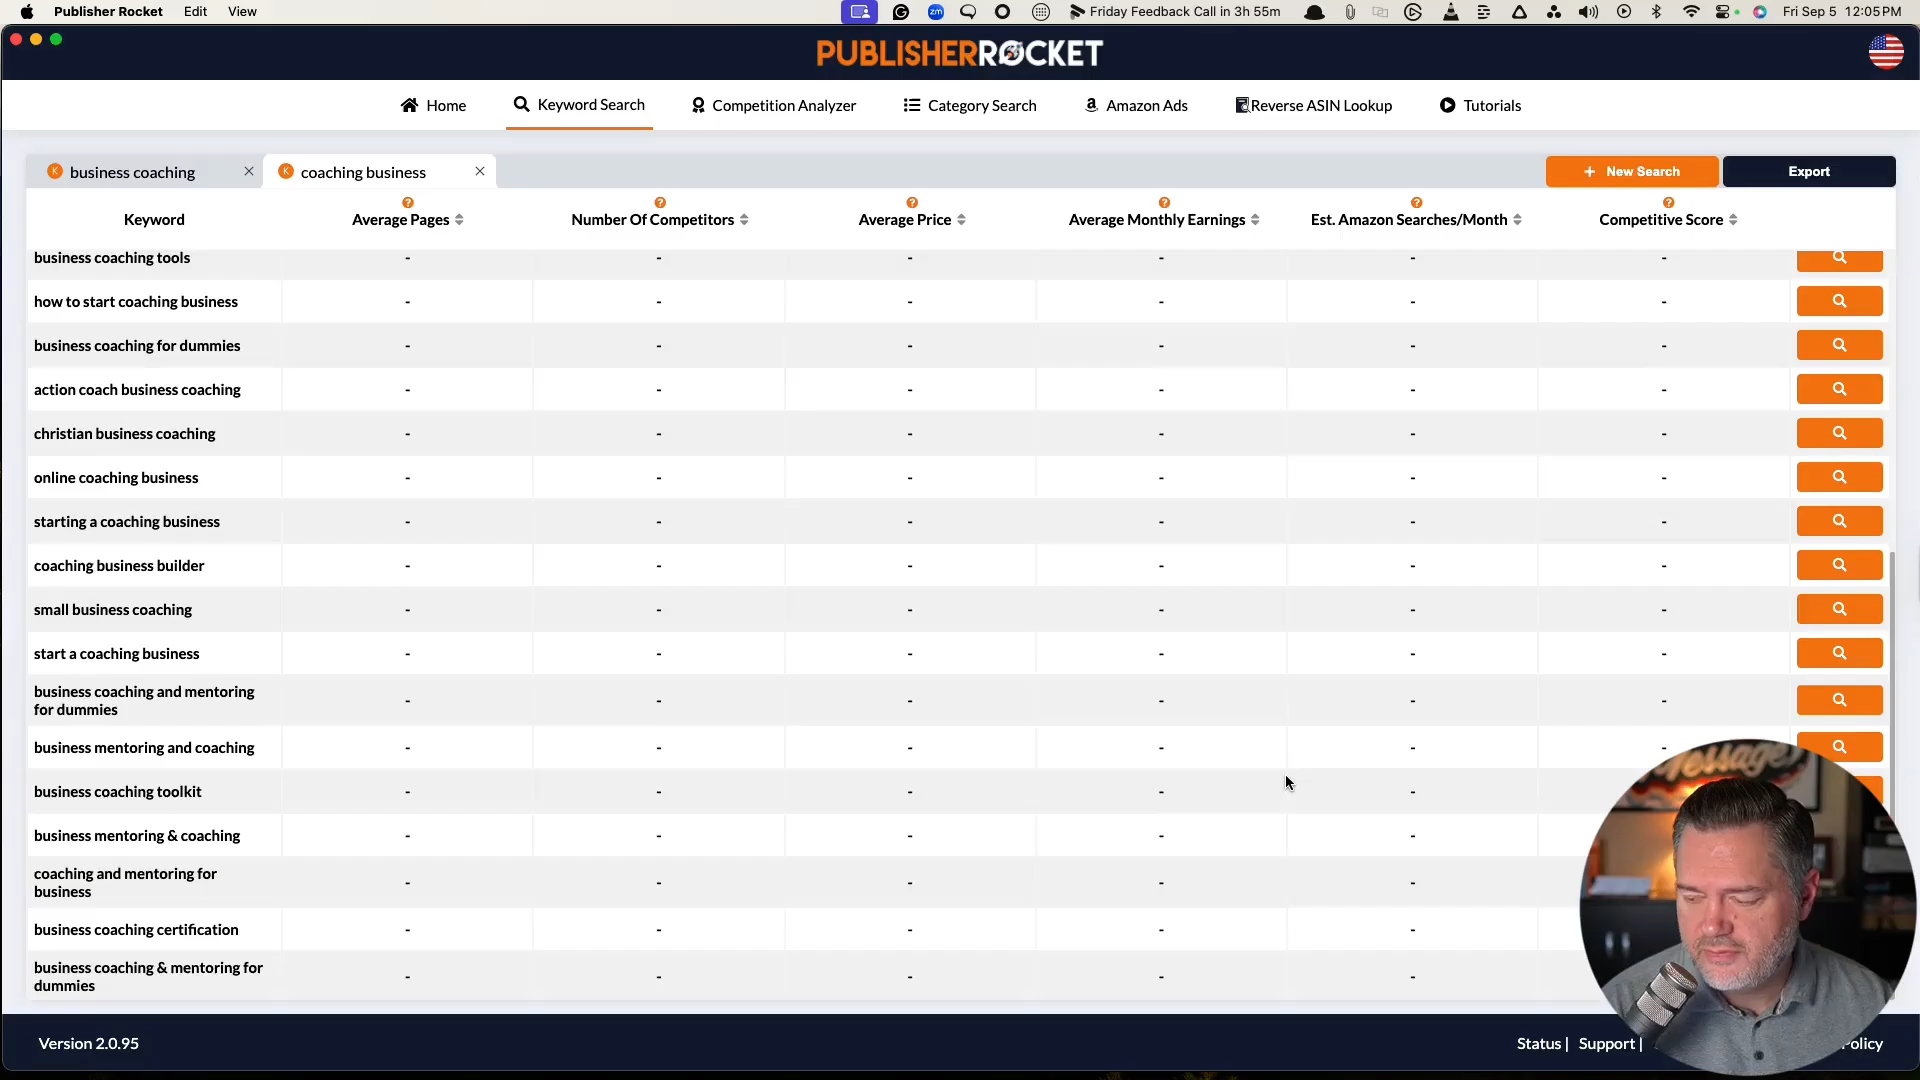 Publisher Rocket Edit View zm Friday Feedback Call in 3h 55m Fri Sep 5 12:05 PM
PUBLISHERROCKET
Home Keyword Search Competition Analyzer Category Search Amazon Ads Reverse ASIN Lookup Tutorials
K business coaching K coaching business + New Search Export
Keyword Average Pages Number Of Competitors Average Price Average Monthly Earnings Est. Amazon Searches/Month Competitive Score
business coaching tools - - - - - -
how to start coaching business - - - - - -
business coaching for dummies - - - - - -
action coach business coaching - - - - - -
christian business coaching - - - - - -
online coaching business - - - - - -
starting a coaching business - - - - - -
coaching business builder - - - - - -
small business coaching - - - - - -
start a coaching business - - - - - -
business coaching and mentoring
for dummies - - - - - -
business mentoring and coaching - - - - - -
business coaching toolkit - - - - -
business mentoring & coaching - - - - -
coaching and mentoring for
business - - - - -
business coaching certification - - - - -
business coaching & mentoring for
dummies - - - - -
Message
Version 2.0.95 Status | Support | Policy